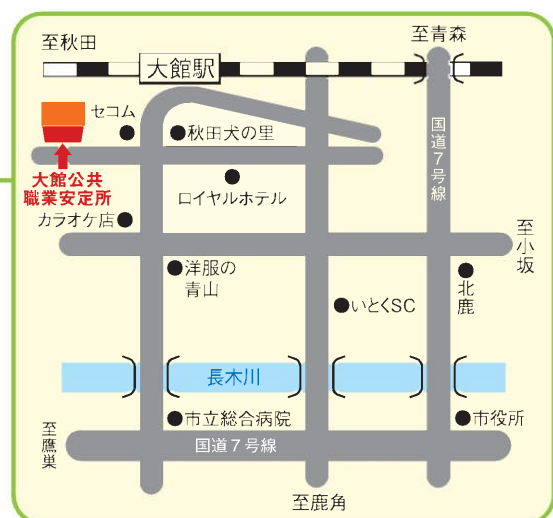 至秋田
至青森
大館駅
セコム
秋田犬の里
国道7号線
大館公共
職業安定所
ロイヤルホテル
カラオケ店
至小坂
洋服の
青山
北鹿
いとくSC
長木川
市立総合病院
市役所
至鷹巣
国道7号線
至鹿角